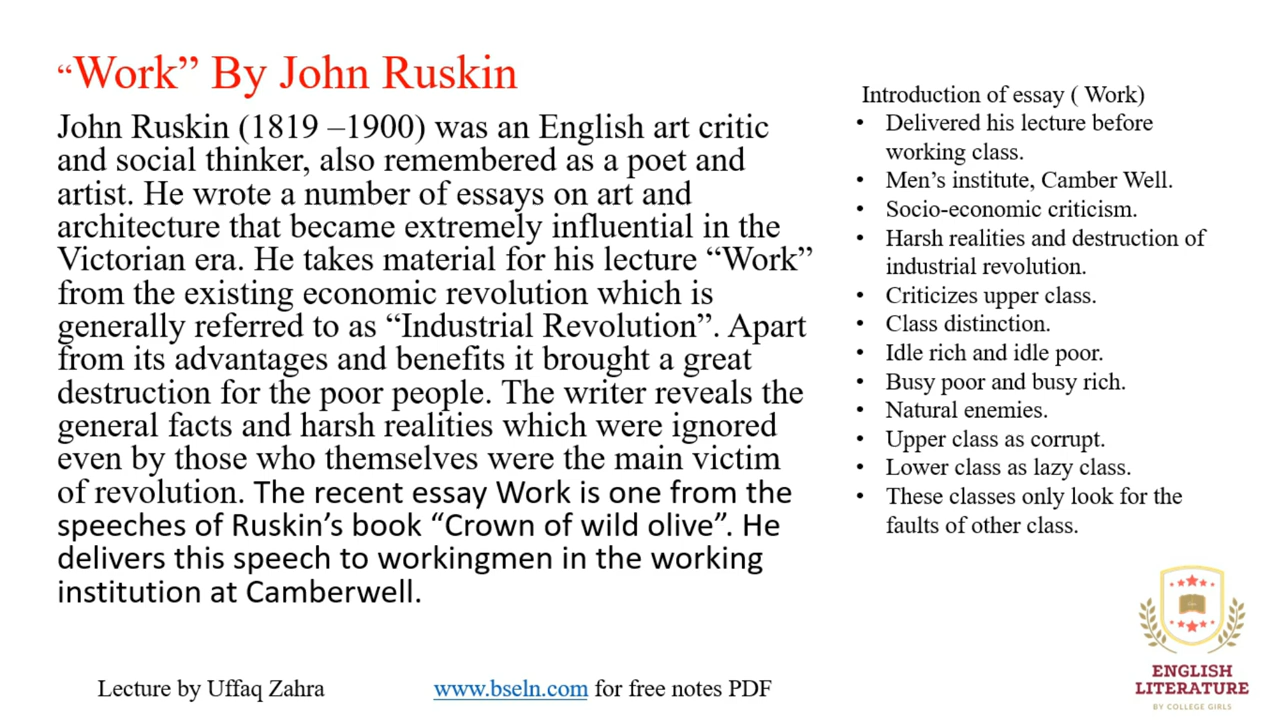 “Work” By John Ruskin
John Ruskin (1819 –1900) was an English art critic
and social thinker, also remembered as a poet and
artist. He wrote a number of essays on art and
architecture that became extremely influential in the
Victorian era. He takes material for his lecture “Work”
from the existing economic revolution which is
generally referred to as “Industrial Revolution”. Apart
from its advantages and benefits it brought a great
destruction for the poor people. The writer reveals the
general facts and harsh realities which were ignored
even by those who themselves were the main victim
of revolution. The recent essay Work is one from the
speeches of Ruskin’s book “Crown of wild olive”. He
delivers this speech to workingmen in the working
institution at Camberwell.
Introduction of essay ( Work)
• Delivered his lecture before
working class.
• Men’s institute, Camber Well.
• Socio-economic criticism.
• Harsh realities and destruction of
industrial revolution.
• Criticizes upper class.
• Class distinction.
• Idle rich and idle poor.
• Busy poor and busy rich.
• Natural enemies.
• Upper class as corrupt.
• Lower class as lazy class.
• These classes only look for the
faults of other class.
Lecture by Uffaq Zahra
www.bseln.com for free notes PDF
ENGLISH
LITERATURE
BY COLLEGE GIRLS